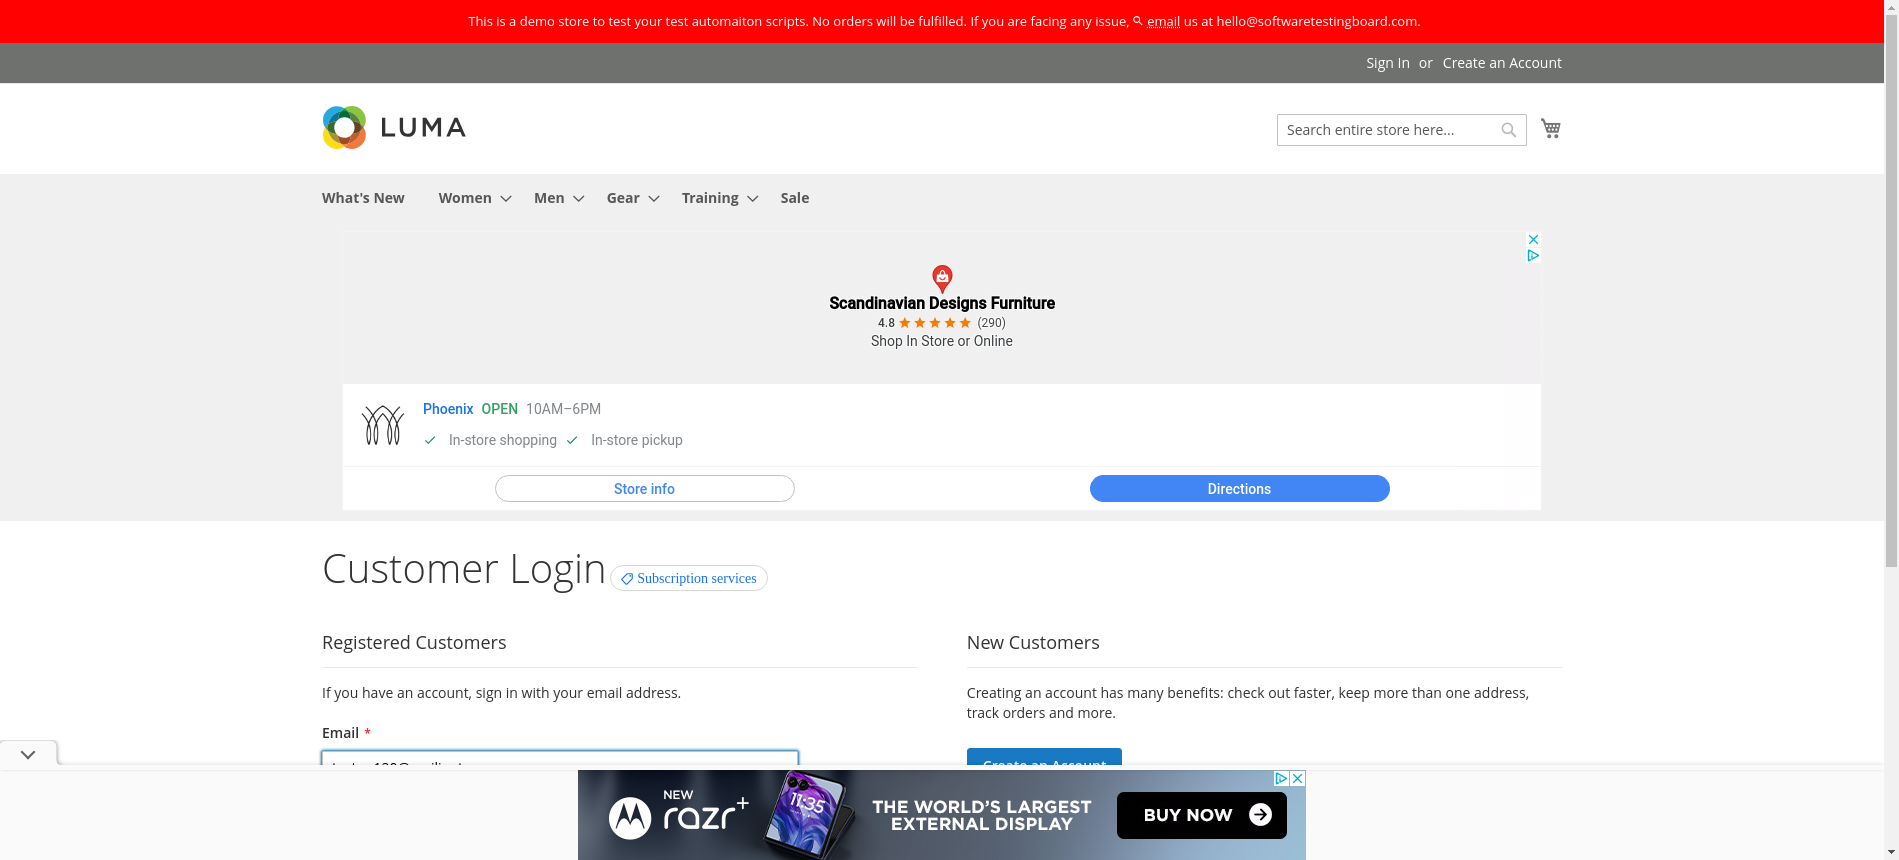 This is a demo store to test your test automaiton scripts. No orders will be fulfilled. If you are facing any issue, email us at hello@softwaretestingboard.com.
Sign In or Create an Account
LUMA
Search entire store here...
What's New Women Men Gear Training Sale
Scandinavian Designs Furniture
4.8 (290)
Shop In Store or Online
Phoenix OPEN 10AM–6PM
In-store shopping In-store pickup
Store info Directions
Customer Login Subscription services
Registered Customers
If you have an account, sign in with your email address.
Email *
New Customers
Creating an account has many benefits: check out faster, keep more than one address,
track orders and more.
Create an Account
NEW
razr+
11:35
THE WORLD'S LARGEST
EXTERNAL DISPLAY
BUY NOW